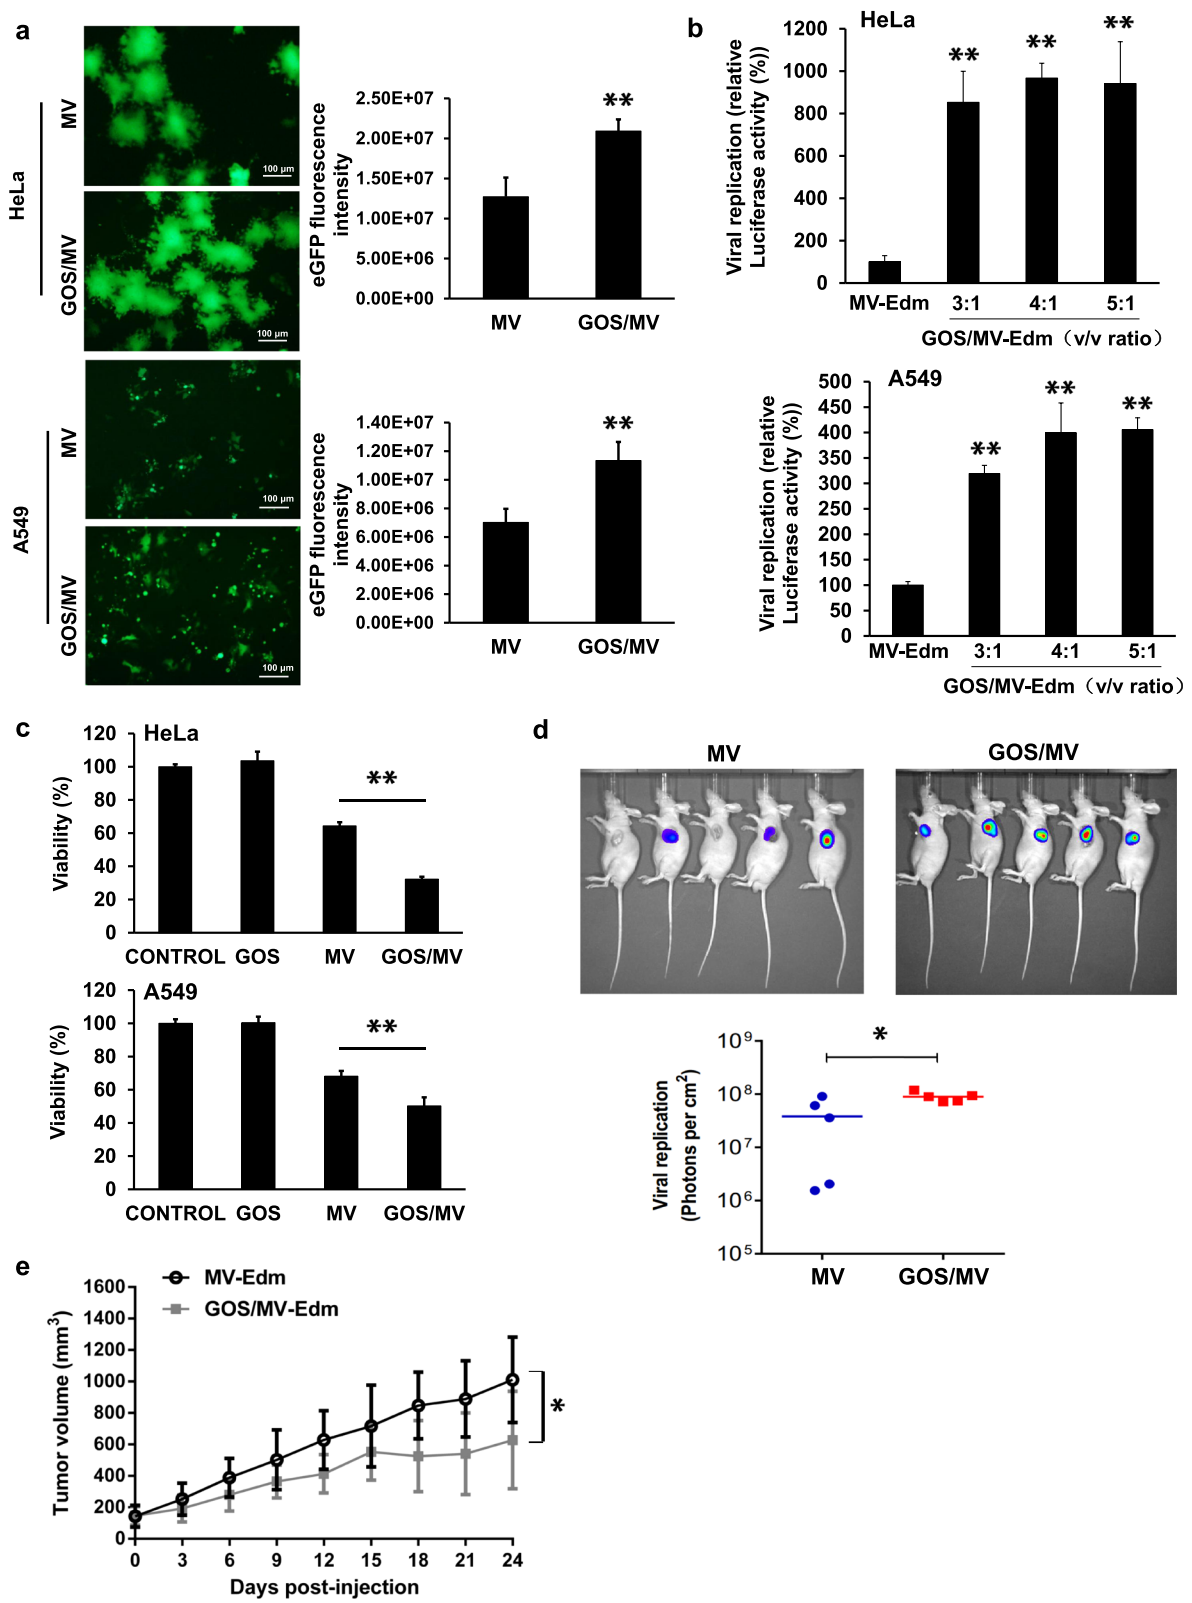 a
HeLa
MV
GOS/MV
100 µm
100 µm
eGFP fluorescence
intensity
2.50E+07
2.00E+07
1.50E+07
1.00E+07
5.00E+06
0.00E+00
**
MV
GOS/MV
A549
MV
GOS/MV
100 µm
100 µm
eGFP fluorescence
intensity
1.40E+07
1.20E+07
1.00E+07
8.00E+06
6.00E+06
4.00E+06
2.00E+06
0.00E+00
**
MV
GOS/MV
b
HeLa
Viral replication (relative
Luciferase activity (%))
1200
1000
800
600
400
200
0
**
**
**
MV-Edm
3:1
4:1
5:1
GOS/MV-Edm（v/v ratio）
A549
Viral replication (relative
Luciferase activity (%))
500
450
400
350
300
250
200
150
100
50
0
**
**
**
MV-Edm
3:1
4:1
5:1
GOS/MV-Edm（v/v ratio）
c
HeLa
Viability (%)
120
100
80
60
40
20
0
**
CONTROL
GOS
MV
GOS/MV
A549
Viability (%)
120
100
80
60
40
20
0
**
CONTROL
GOS
MV
GOS/MV
d
MV
GOS/MV
Viral replication
(Photons per cm²)
10⁹
10⁸
10⁷
10⁶
10⁵
*
MV
GOS/MV
e
MV-Edm
GOS/MV-Edm
Tumor volume (mm³)
1600
1400
1200
1000
800
600
400
200
0
*
0 3 6 9 12 15 18 21 24
Days post-injection